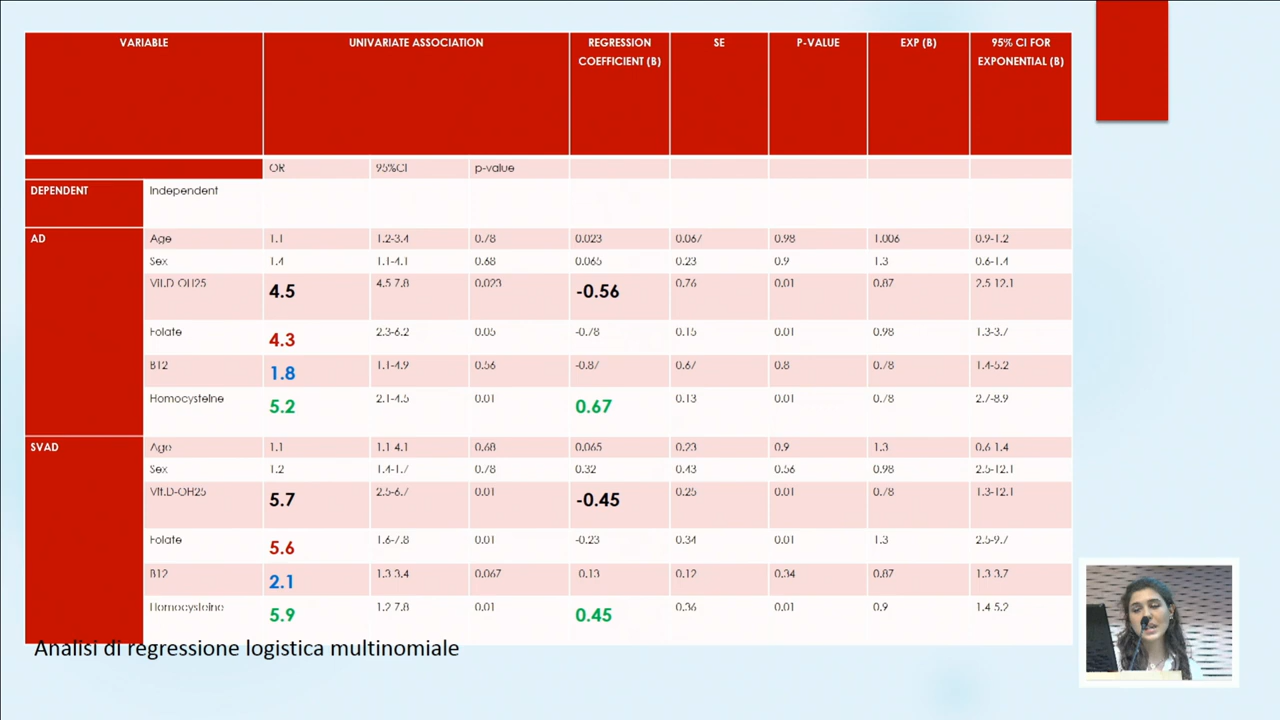 VARIABLE UNIVARIATE ASSOCIATION REGRESSION COEFFICIENT (B) SE P-VALUE EXP (B) 95% CI FOR EXPONENTIAL (B)
OR 95%CI p-value
DEPENDENT Independent
AD Age 1.1 1.2-3.4 0.78 0.023 0.067 0.98 1.006 0.9-1.2
Sex 1.4 1.1-4.1 0.68 0.065 0.23 0.9 1.3 0.6-1.4
Vit.D-OH25 4.5 4.5-7.8 0.023 -0.56 0.76 0.01 0.87 2.5-12.1
Folate 4.3 2.3-6.2 0.05 -0.78 0.15 0.01 0.98 1.3-3.7
B12 1.8 1.1-4.9 0.56 -0.87 0.67 0.8 0.78 1.4-5.2
Homocysteine 5.2 2.1-4.5 0.01 0.67 0.13 0.01 0.78 2.7-8.9
SVAD Age 1.1 1.1-4.1 0.68 0.065 0.23 0.9 1.3 0.6-1.4
Sex 1.2 1.4-1.7 0.78 0.32 0.43 0.56 0.98 2.5-12.1
Vit.D-OH25 5.7 2.5-6.7 0.01 -0.45 0.25 0.01 0.78 1.3-12.1
Folate 5.6 1.6-7.8 0.01 -0.23 0.34 0.01 1.3 2.5-9.7
B12 2.1 1.3-3.4 0.067 0.13 0.12 0.34 0.87 1.3-3.7
Homocysteine 5.9 1.2-7.8 0.01 0.45 0.36 0.01 0.9 1.4-5.2
Analisi di regressione logistica multinomiale